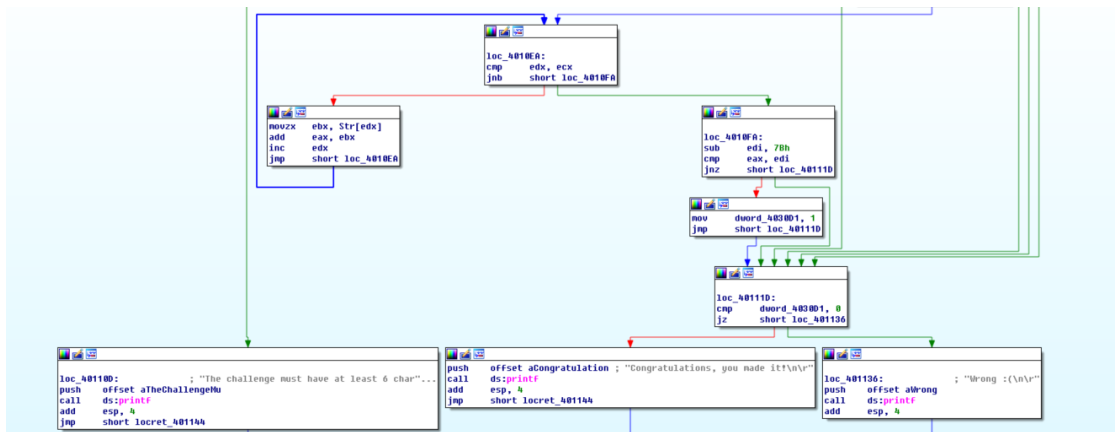 loc_4010EA:
cmp edx, ecx
jnb short loc_4010FA
movzx ebx, Str[edx]
add eax, ebx
inc edx
jmp short loc_4010EA
loc_4010FA:
sub edi, 7Bh
cmp eax, edi
jnz short loc_40111D
mov dword_4030D1, 1
jmp short loc_40111D
loc_40111D:
cmp dword_4030D1, 0
jz short loc_401136
loc_40110D: ; "The challenge must have at least 6 char"...
push offset aTheChallengeMu
call ds:printf
add esp, 4
jmp short locret_401144
push offset aCongratulation ; "Congratulations, you made it!\n\r"
call ds:printf
add esp, 4
jmp short locret_401144
loc_401136: ; "Wrong :(\n\r"
push offset aWrong
call ds:printf
add esp, 4